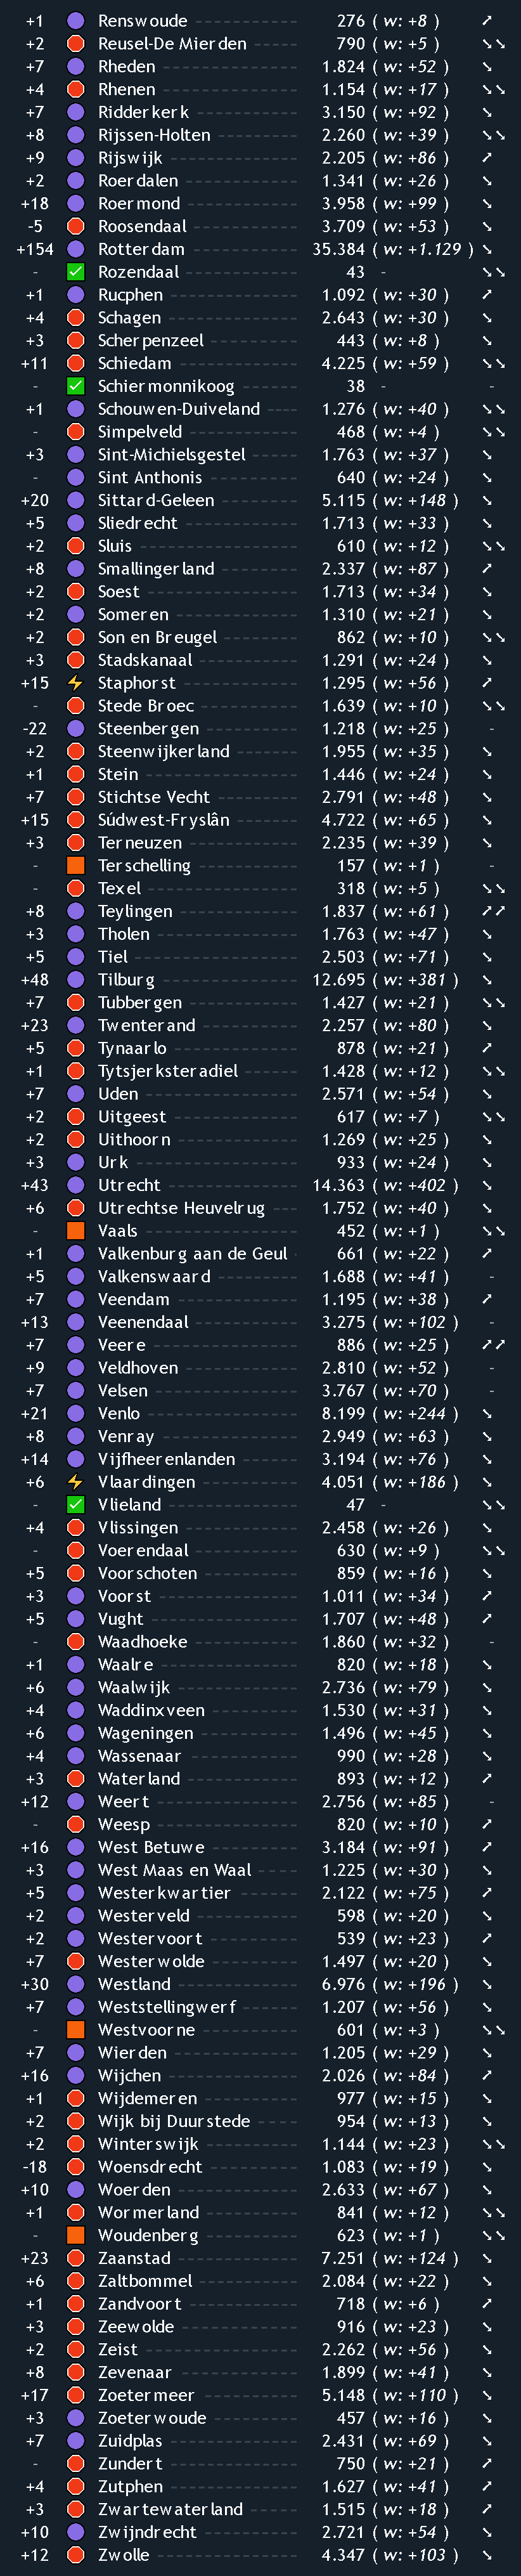 +1 Renswoude 276 ( w: +8 )
+2 Reusel-De Mierden 790 ( w: +5 )
+7 Rheden 1.824 ( w: +52 )
+4 Rhenen 1.154 ( w: +17 )
+7 Ridderkerk 3.150 ( w: +92 )
+8 Rijssen-Holten 2.260 ( w: +39 )
+9 Rijswijk 2.205 ( w: +86 )
+2 Roerdalen 1.341 ( w: +26 )
+18 Roermond 3.958 ( w: +99 )
-5 Roosendaal 3.709 ( w: +53 )
+154 Rotterdam 35.384 ( w: +1.129 )
- Rozendaal 43 -
+1 Rucphen 1.092 ( w: +30 )
+4 Schagen 2.643 ( w: +30 )
+3 Scherpenzeel 443 ( w: +8 )
+11 Schiedam 4.225 ( w: +59 )
- Schiermonnikoog 38 - -
+1 Schouwen-Duiveland 1.276 ( w: +40 )
- Simpelveld 468 ( w: +4 )
+3 Sint-Michielsgestel 1.763 ( w: +37 )
- Sint Anthonis 640 ( w: +24 )
+20 Sittard-Geleen 5.115 ( w: +148 )
+5 Sliedrecht 1.713 ( w: +33 )
+2 Sluis 610 ( w: +12 )
+8 Smallingerland 2.337 ( w: +87 )
+2 Soest 1.713 ( w: +34 )
+2 Someren 1.310 ( w: +21 )
+2 Son en Breugel 862 ( w: +10 )
+3 Stadskanaal 1.291 ( w: +24 )
+15 Staphorst 1.295 ( w: +56 )
- Stede Broec 1.639 ( w: +10 )
-22 Steenbergen 1.218 ( w: +25 ) -
+2 Steenwijkerland 1.955 ( w: +35 )
+1 Stein 1.446 ( w: +24 )
+7 Stichtse Vecht 2.791 ( w: +48 )
+15 Súdwest-Fryslân 4.722 ( w: +65 )
+3 Terneuzen 2.235 ( w: +39 )
- Terschelling 157 ( w: +1 ) -
- Texel 318 ( w: +5 )
+8 Teylingen 1.837 ( w: +61 )
+3 Tholen 1.763 ( w: +47 )
+5 Tiel 2.503 ( w: +71 )
+48 Tilburg 12.695 ( w: +381 )
+7 Tubbergen 1.427 ( w: +21 )
+23 Twenterand 2.257 ( w: +80 )
+5 Tynaarlo 878 ( w: +21 )
+1 Tytsjerksteradiel 1.428 ( w: +12 )
+7 Uden 2.571 ( w: +54 )
+2 Uitgeest 617 ( w: +7 )
+2 Uithoorn 1.269 ( w: +25 )
+3 Urk 933 ( w: +24 )
+43 Utrecht 14.363 ( w: +402 )
+6 Utrechtse Heuvelrug 1.752 ( w: +40 )
- Vaals 452 ( w: +1 )
+1 Valkenburg aan de Geul 661 ( w: +22 )
+5 Valkenswaard 1.688 ( w: +41 ) -
+7 Veendam 1.195 ( w: +38 )
+13 Veenendaal 3.275 ( w: +102 ) -
+7 Veere 886 ( w: +25 )
+9 Veldhoven 2.810 ( w: +52 ) -
+7 Velsen 3.767 ( w: +70 ) -
+21 Venlo 8.199 ( w: +244 )
+8 Venray 2.949 ( w: +63 )
+14 Vijfheerenlanden 3.194 ( w: +76 )
+6 Vlaardingen 4.051 ( w: +186 )
- Vlieland 47 -
+4 Vlissingen 2.458 ( w: +26 )
- Voerendaal 630 ( w: +9 )
+5 Voorschoten 859 ( w: +16 )
+3 Voorst 1.011 ( w: +34 )
+5 Vught 1.707 ( w: +48 )
- Waadhoeke 1.860 ( w: +32 ) -
+1 Waalre 820 ( w: +18 )
+6 Waalwijk 2.736 ( w: +79 )
+4 Waddinxveen 1.530 ( w: +31 )
+6 Wageningen 1.496 ( w: +45 )
+4 Wassenaar 990 ( w: +28 )
+3 Waterland 893 ( w: +12 )
+12 Weert 2.756 ( w: +85 ) -
- Weesp 820 ( w: +10 )
+16 West Betuwe 3.184 ( w: +91 )
+3 West Maas en Waal 1.225 ( w: +30 )
+5 Westerkwartier 2.122 ( w: +75 )
+2 Westerveld 598 ( w: +20 )
+2 Westervoort 539 ( w: +23 )
+7 Westerwolde 1.497 ( w: +20 )
+30 Westland 6.976 ( w: +196 )
+7 Weststellingwerf 1.207 ( w: +56 )
- Westvoorne 601 ( w: +3 )
+7 Wierden 1.205 ( w: +29 )
+16 Wijchen 2.026 ( w: +84 )
+1 Wijdemeren 977 ( w: +15 )
+2 Wijk bij Duurstede 954 ( w: +13 )
+2 Winterswijk 1.144 ( w: +23 )
-18 Woensdrecht 1.083 ( w: +19 )
+10 Woerden 2.633 ( w: +67 )
+1 Wormerland 841 ( w: +12 )
- Woudenberg 623 ( w: +1 )
+23 Zaanstad 7.251 ( w: +124 )
+6 Zaltbommel 2.084 ( w: +22 )
+1 Zandvoort 718 ( w: +6 )
+3 Zeewolde 916 ( w: +23 )
+2 Zeist 2.262 ( w: +56 )
+8 Zevenaar 1.899 ( w: +41 )
+17 Zoetermeer 5.148 ( w: +110 )
+3 Zoeterwoude 457 ( w: +16 )
+7 Zuidplas 2.431 ( w: +69 )
- Zundert 750 ( w: +21 )
+4 Zutphen 1.627 ( w: +41 )
+3 Zwartewaterland 1.515 ( w: +18 )
+10 Zwijndrecht 2.721 ( w: +54 )
+12 Zwolle 4.347 ( w: +103 )